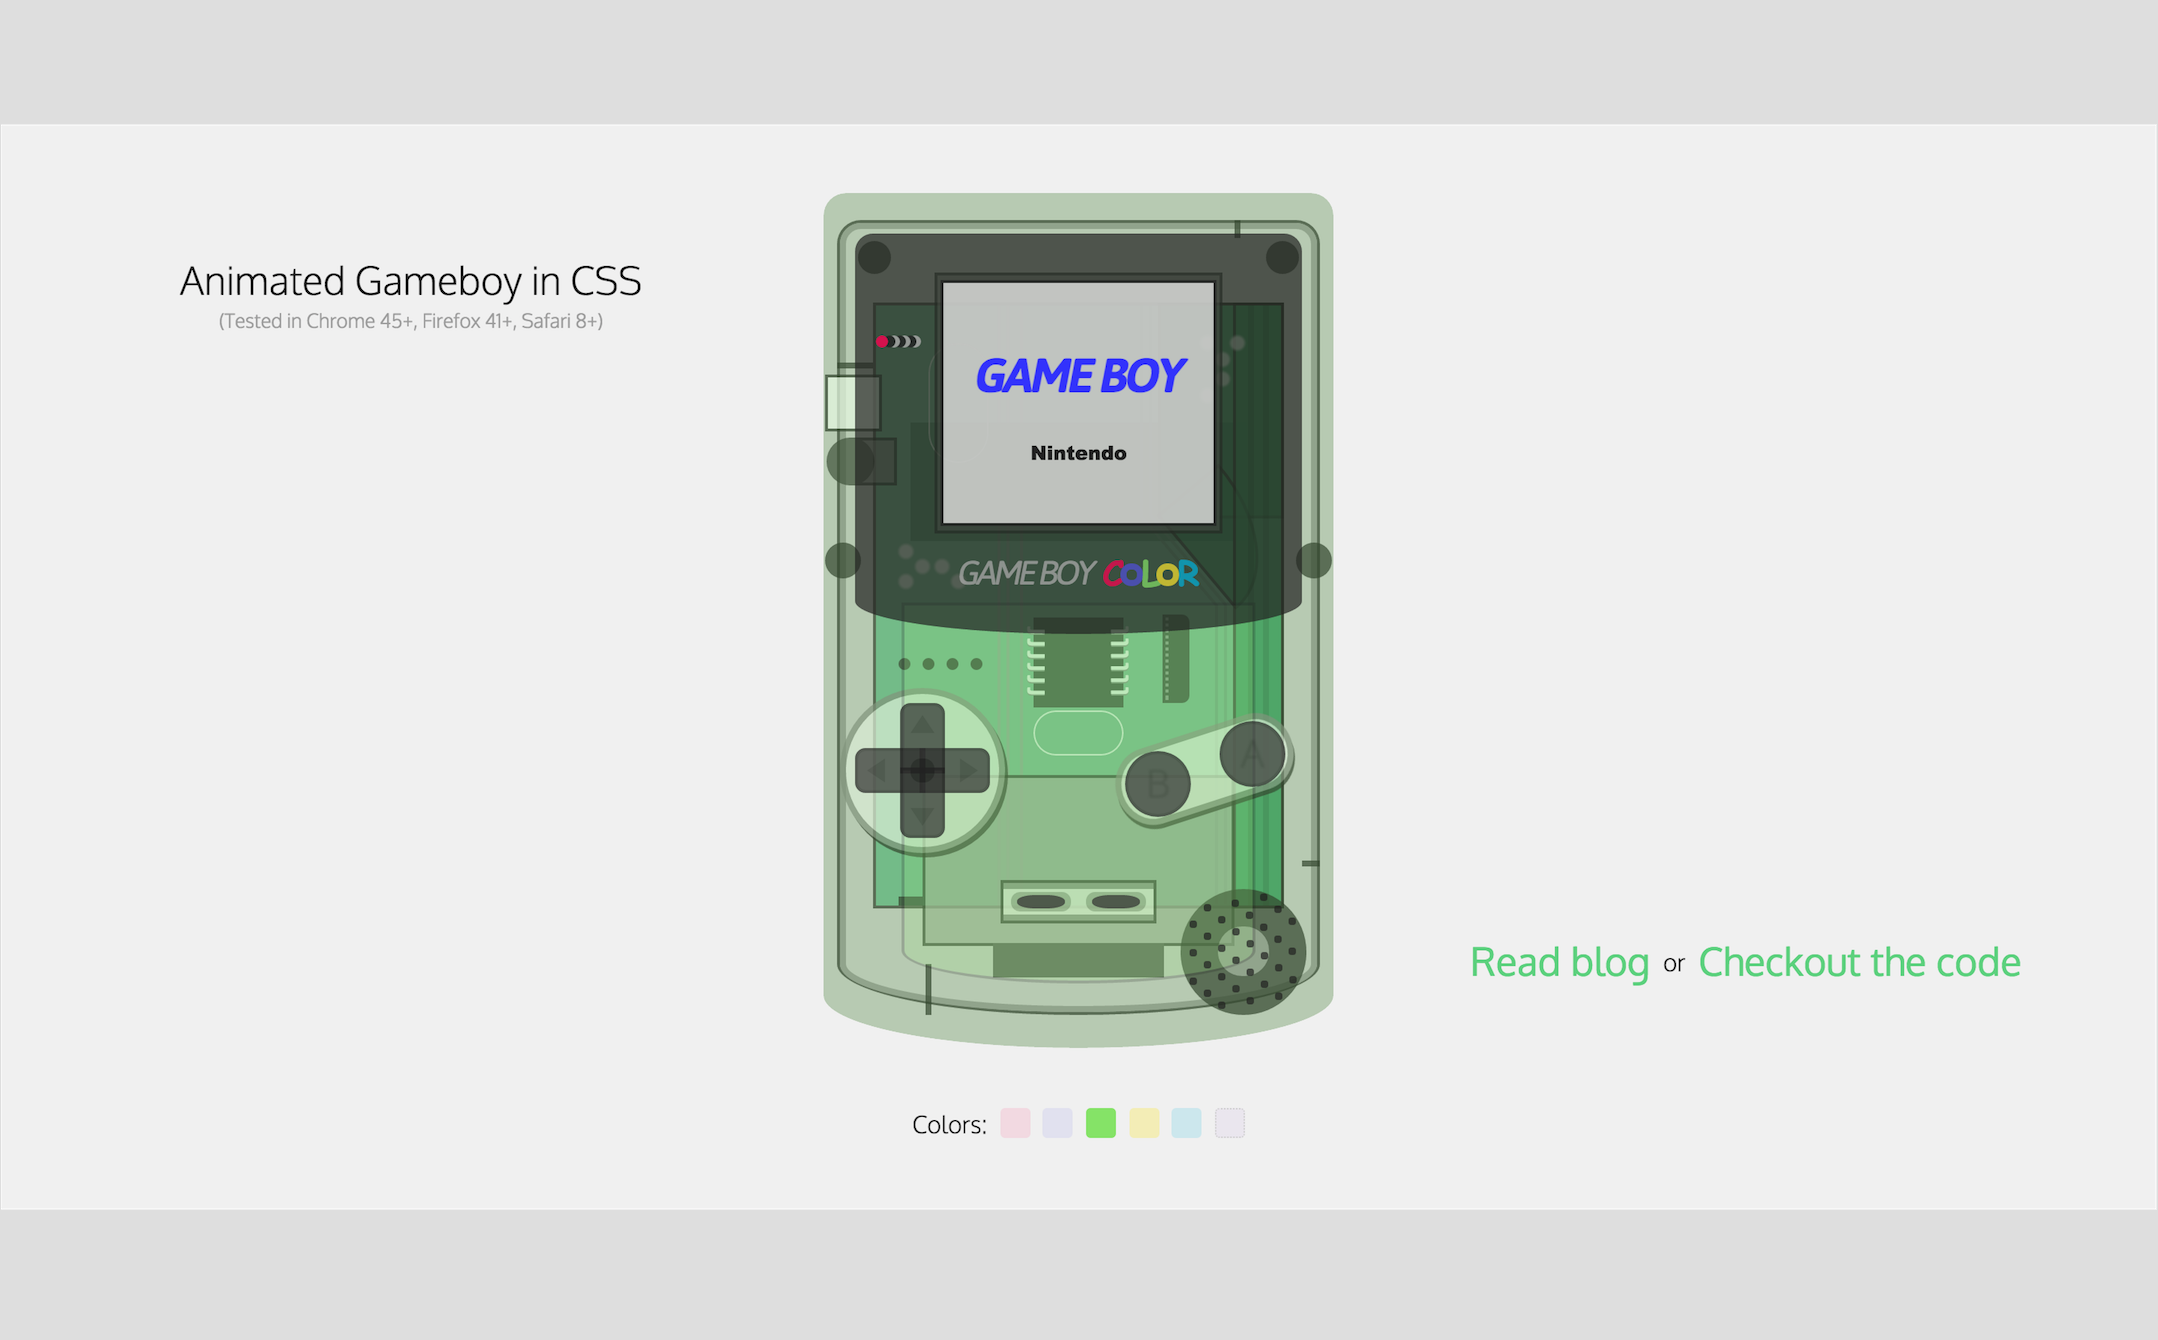 Animated Gameboy in CSS
(Tested in Chrome 45+, Firefox 41+, Safari 8+)
GAME BOY
Nintendo
GAME BOY COLOR
A
B
Read blog or Checkout the code
Colors: